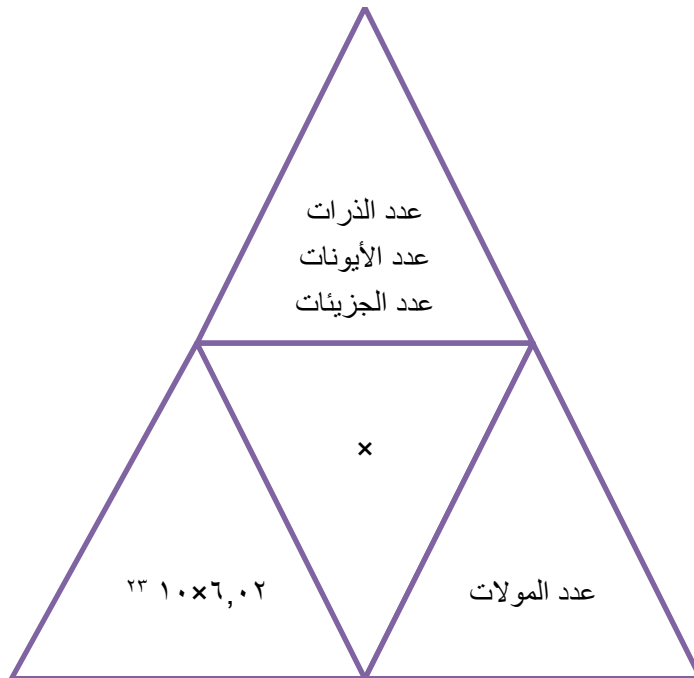 عدد الذرات
عدد الأيونات
عدد الجزيئات
×
عدد المولات
٦,٠٢×١٠ ٢٣